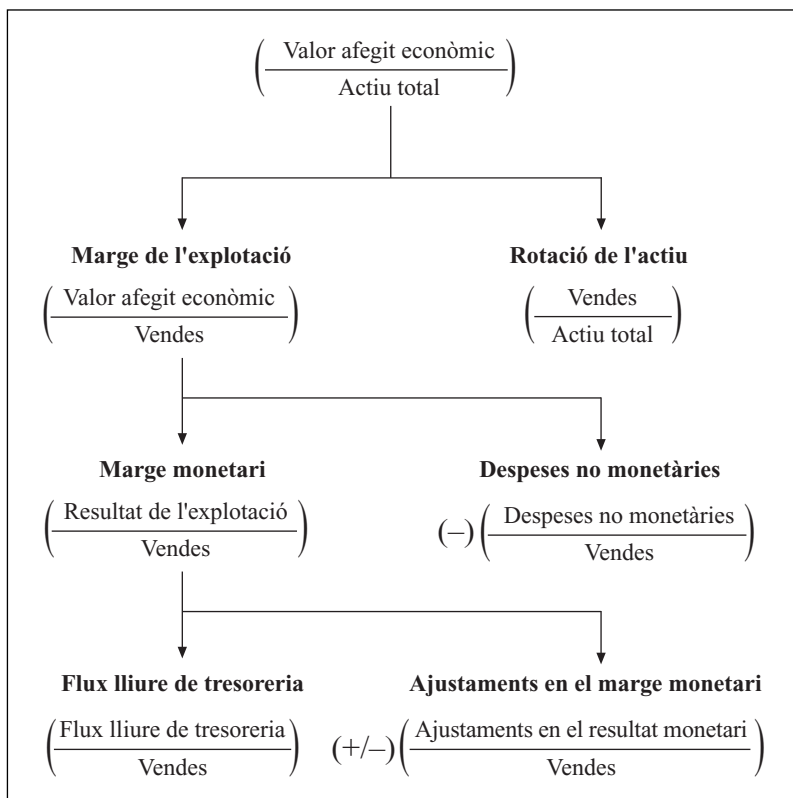 Valor afegit econòmic
Actiu total
Marge de l'explotació
Valor afegit econòmic
Vendes
Rotació de l'actiu
Vendes
Actiu total
Marge monetari
Resultat de l'explotació
Vendes
Despeses no monetàries
(–) Despeses no monetàries
Vendes
Flux lliure de tresoreria
Flux lliure de tresoreria
Vendes
Ajustaments en el marge monetari
(+/–) Ajustaments en el resultat monetari
Vendes